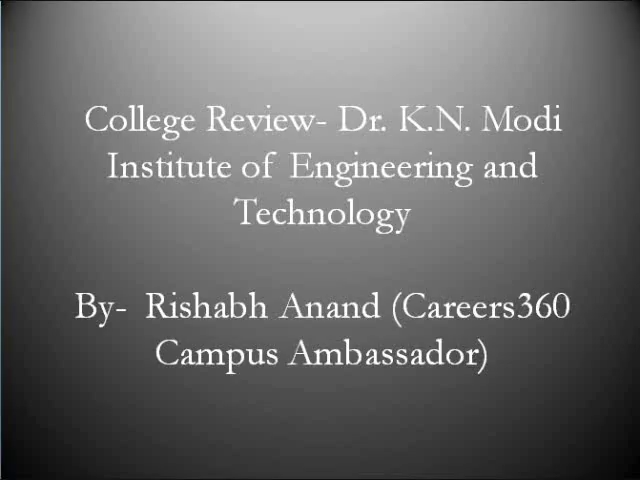 College Review- Dr. K.N. Modi
Institute of Engineering and
Technology
By- Rishabh Anand (Careers360
Campus Ambassador)